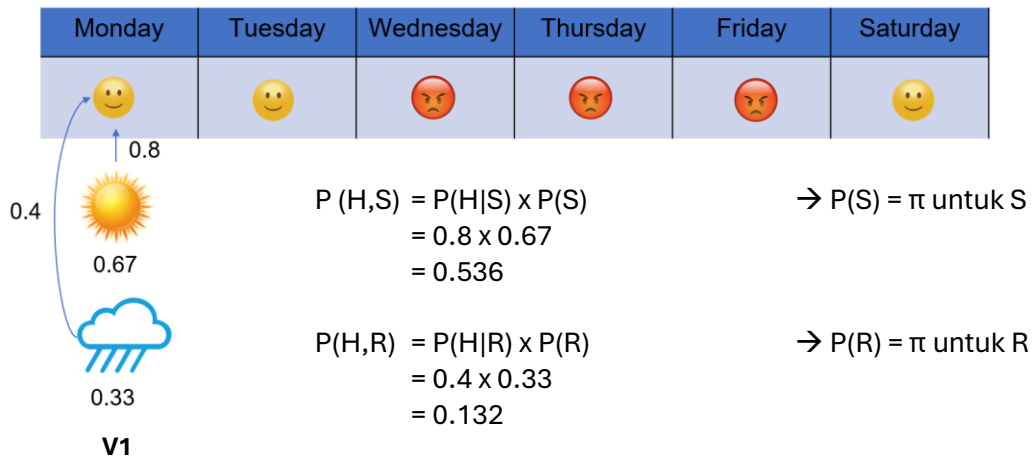 Monday Tuesday Wednesday Thursday Friday Saturday
0.8
0.4
0.67
P (H,S) = P(H|S) x P(S) → P(S) = π untuk S
= 0.8 x 0.67
= 0.536
0.33
P(H,R) = P(H|R) x P(R) → P(R) = π untuk R
= 0.4 x 0.33
= 0.132
V1